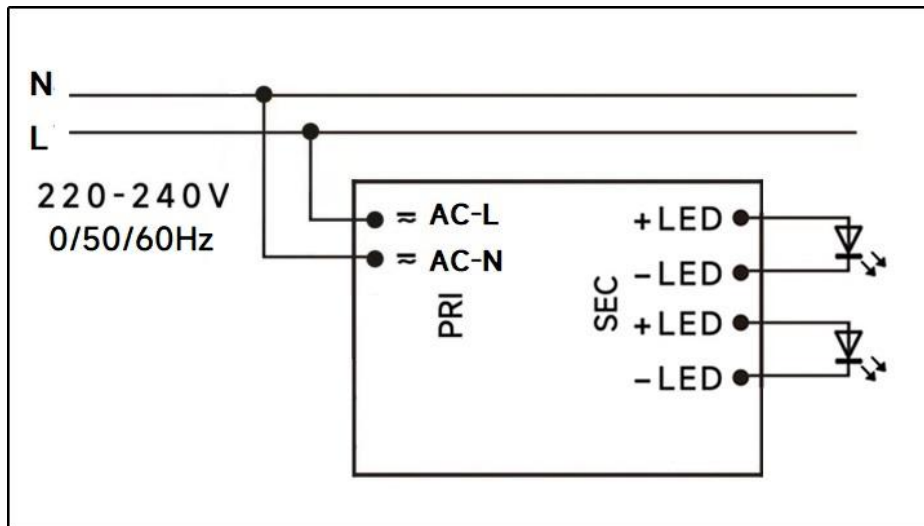 N
L
220-240V
0/50/60Hz
≂ AC-L
≂ AC-N
PRI
SEC
+LED
-LED
+LED
-LED